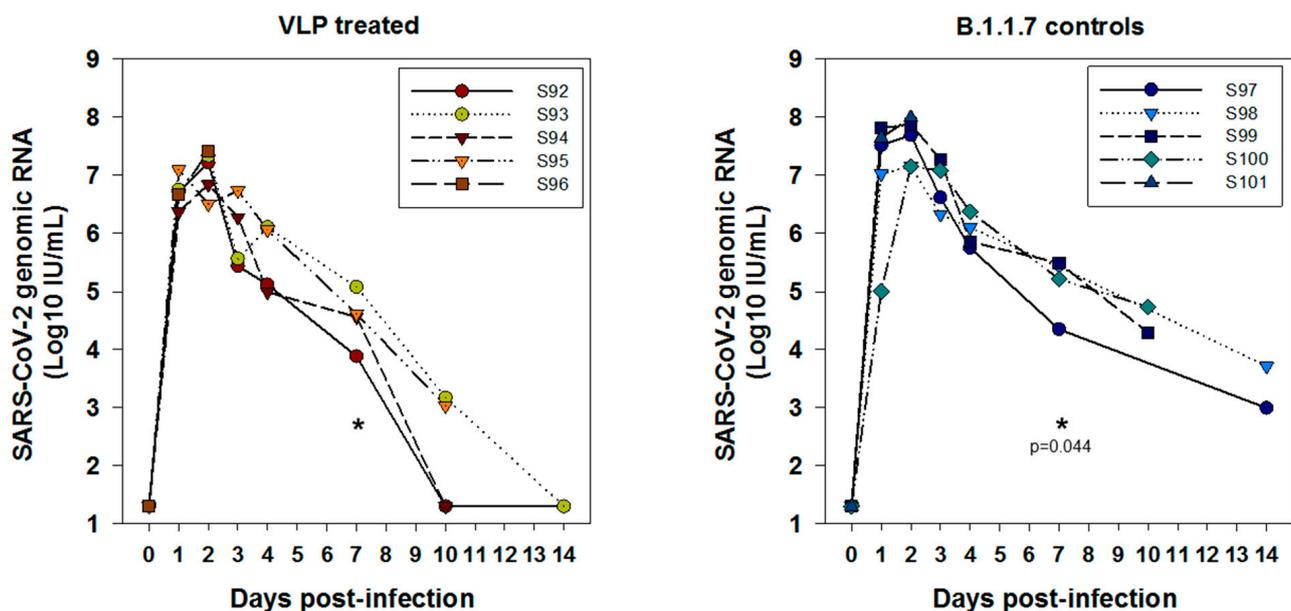 VLP treated
SARS-CoV-2 genomic RNA
(Log10 IU/mL)
9
8
7
6
5
4
3
2
1
S92
S93
S94
S95
S96
*
0 1 2 3 4 5 6 7 8 9 10 11 12 13 14
Days post-infection
B.1.1.7 controls
SARS-CoV-2 genomic RNA
(Log10 IU/mL)
9
8
7
6
5
4
3
2
1
S97
S98
S99
S100
S101
*
p=0.044
0 1 2 3 4 5 6 7 8 9 10 11 12 13 14
Days post-infection